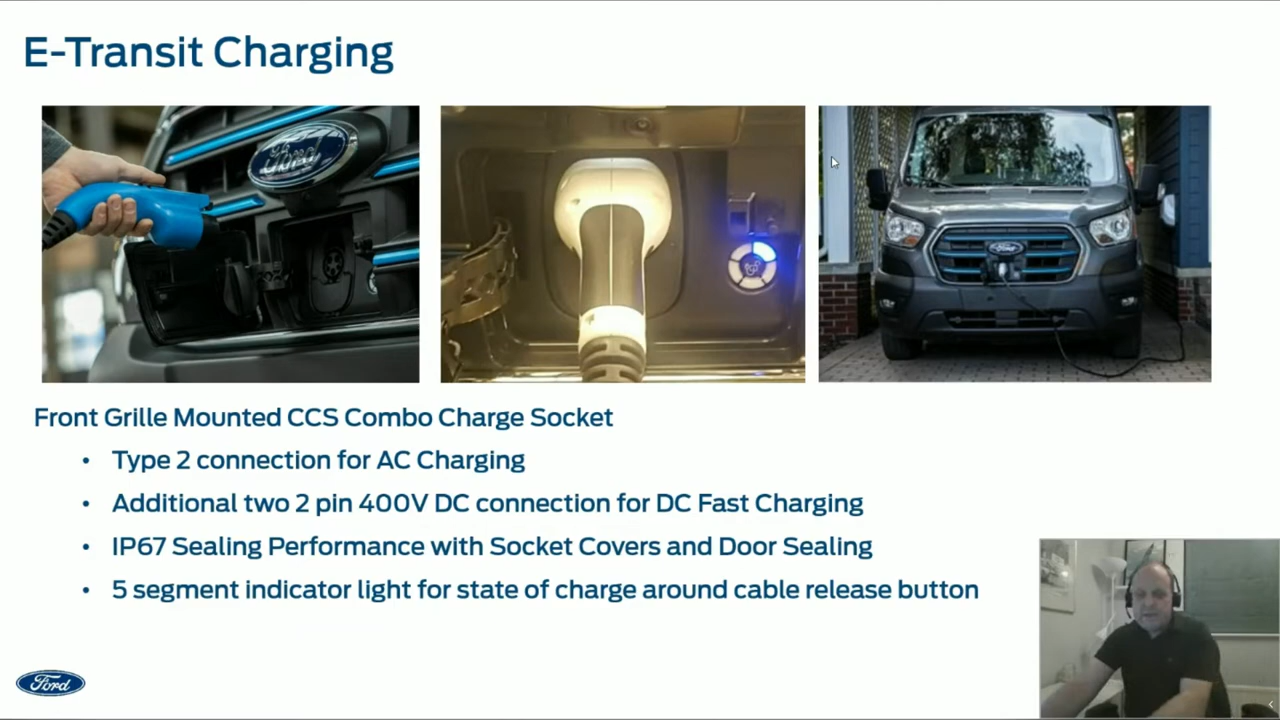 E-Transit Charging
Ford
Ford
Front Grille Mounted CCS Combo Charge Socket
• Type 2 connection for AC Charging
• Additional two 2 pin 400V DC connection for DC Fast Charging
• IP67 Sealing Performance with Socket Covers and Door Sealing
• 5 segment indicator light for state of charge around cable release button
Ford